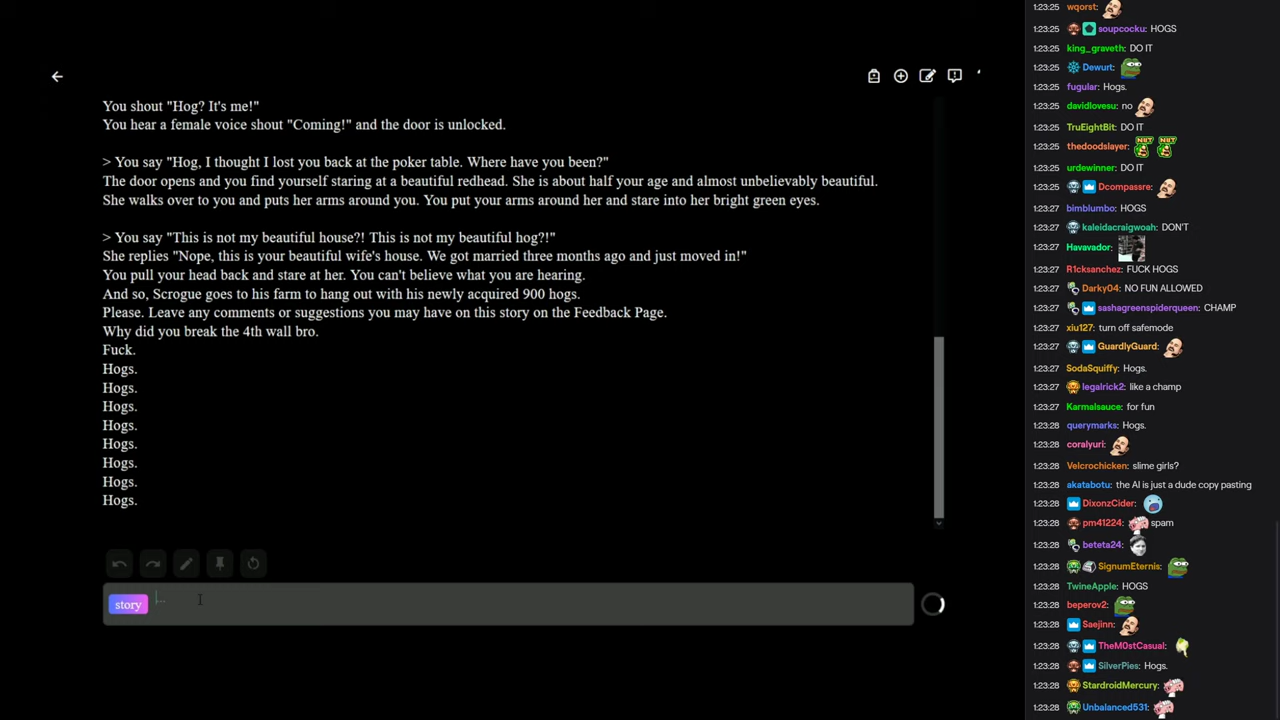 You shout "Hog? It's me!"
You hear a female voice shout "Coming!" and the door is unlocked.
> You say "Hog, I thought I lost you back at the poker table. Where have you been?"
The door opens and you find yourself staring at a beautiful redhead. She is about half your age and almost unbelievably beautiful.
She walks over to you and puts her arms around you. You put your arms around her and stare into her bright green eyes.
> You say "This is not my beautiful house?! This is not my beautiful hog?!"
She replies "Nope, this is your beautiful wife's house. We got married three months ago and just moved in!"
You pull your head back and stare at her. You can't believe what you are hearing.
And so, Scrogue goes to his farm to hang out with his newly acquired 900 hogs.
Please. Leave any comments or suggestions you may have on this story on the Feedback Page.
Why did you break the 4th wall bro.
Fuck.
Hogs.
Hogs.
Hogs.
Hogs.
Hogs.
Hogs.
Hogs.
Hogs.
story ...
1:23:25 wqorst:
1:23:25 soupcocku: HOGS
1:23:25 king_graveth: DO IT
1:23:25 Dewurt:
1:23:25 fugular: Hogs.
1:23:25 davidlovesu: no
1:23:25 TruEightBit: DO IT
1:23:25 thedoodslayer: NUT NUT
1:23:25 urdewinner: DO IT
1:23:25 Dcompassre:
1:23:27 bimblumbo: HOGS
1:23:27 kaleidacraigwoah: DON'T
1:23:27 Havavador:
1:23:27 R1cksanchez: FUCK HOGS
1:23:27 Darky04: NO FUN ALLOWED
1:23:27 sashagreenspiderqueen: CHAMP
1:23:27 xiu127: turn off safemode
1:23:27 GuardlyGuard:
1:23:27 SodaSquiffy: Hogs.
1:23:27 legalrick2: like a champ
1:23:27 Karmalsauce: for fun
1:23:28 querymarks: Hogs.
1:23:28 coralyuri:
1:23:28 Velcrochicken: slime girls?
1:23:28 akatabotu: the AI is just a dude copy pasting
1:23:28 DixonzCider:
1:23:28 pm41224: spam
1:23:28 beteta24:
1:23:28 SignumEternis:
1:23:28 TwineApple: HOGS
1:23:28 beperov2:
1:23:28 Saejinn:
1:23:28 TheM0stCasual:
1:23:28 SilverPies: Hogs.
1:23:28 StardroidMercury:
1:23:28 Unbalanced531: